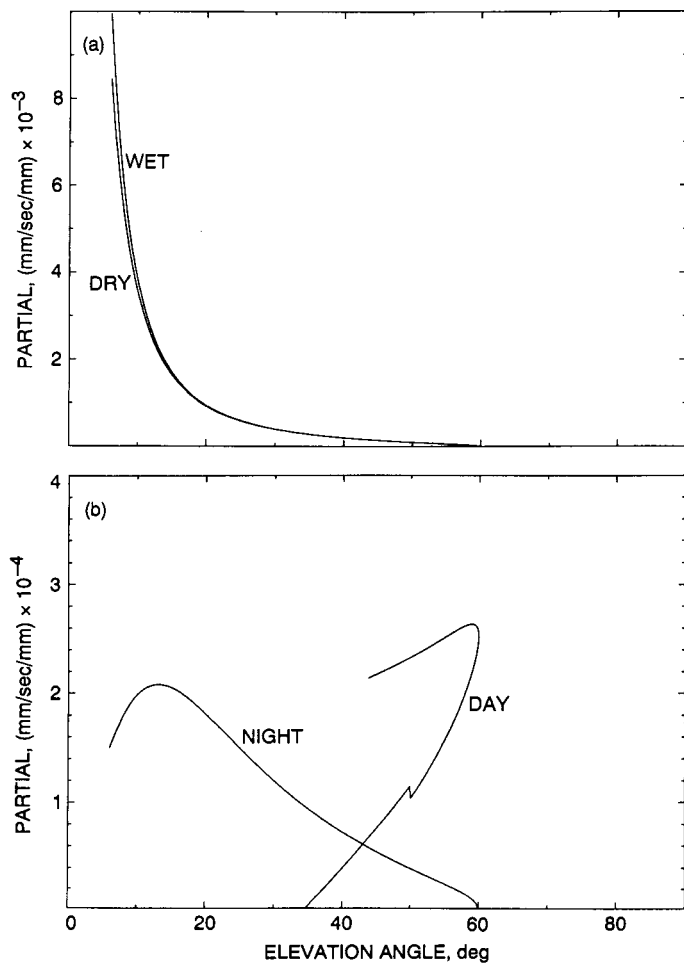 (a)
8
6
4
2
WET
DRY
PARTIAL, (mm/sec/mm) × 10⁻³
(b)
4
3
2
1
NIGHT
DAY
PARTIAL, (mm/sec/mm) × 10⁻⁴
0 20 40 60 80
ELEVATION ANGLE, deg